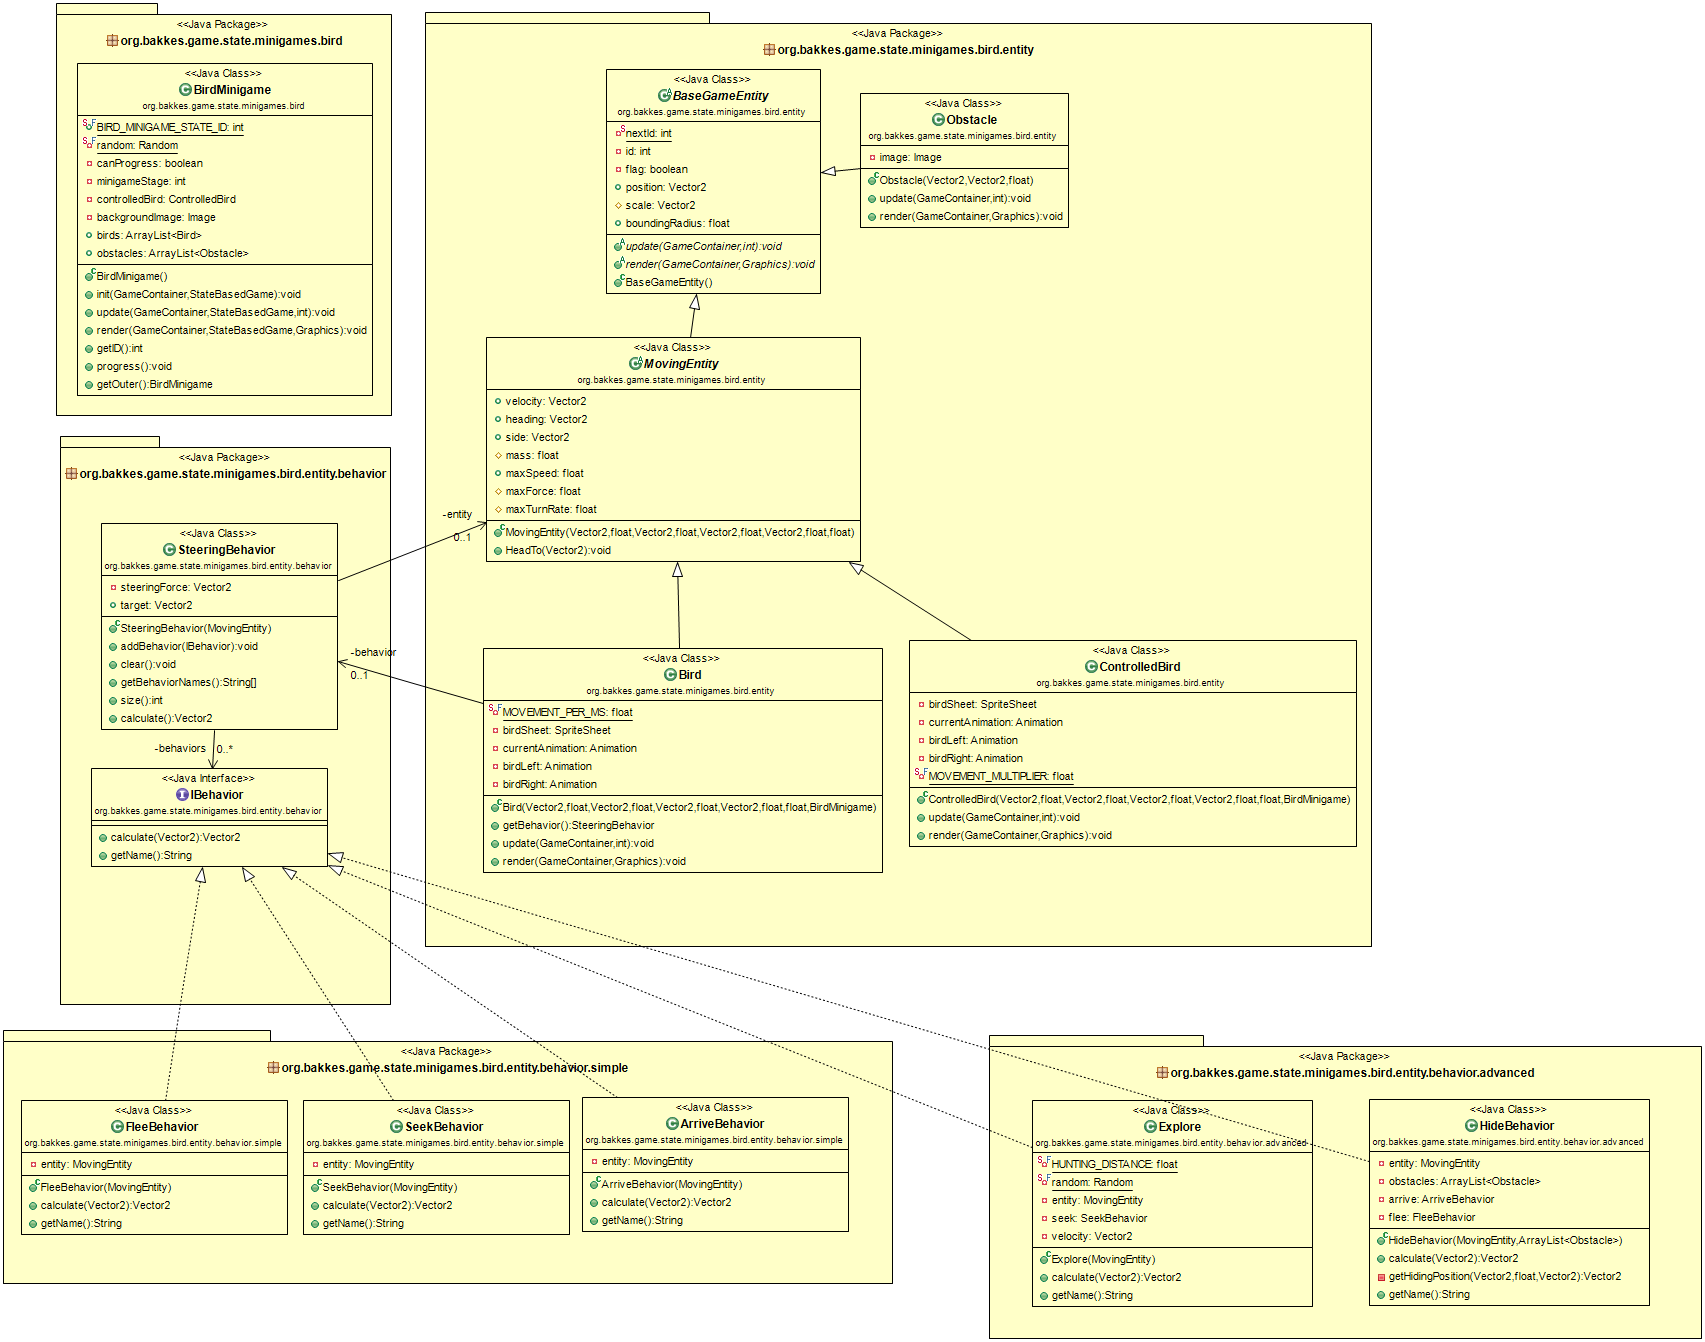 <<Java Package>>
org.bakkes.game.state.minigames.bird
<<Java Class>>
BirdMinigame
org.bakkes.game.state.minigames.bird
BIRD_MINIGAME_STATE_ID: int
random: Random
canProgress: boolean
minigameStage: int
controlledBird: ControlledBird
backgroundImage: Image
birds: ArrayList<Bird>
obstacles: ArrayList<Obstacle>
BirdMinigame()
init(GameContainer,StateBasedGame):void
update(GameContainer,StateBasedGame,int):void
render(GameContainer,StateBasedGame,Graphics):void
getID():int
progress():void
getOuter():BirdMinigame
<<Java Package>>
org.bakkes.game.state.minigames.bird.entity
<<Java Class>>
BaseGameEntity
org.bakkes.game.state.minigames.bird.entity
nextId: int
id: int
flag: boolean
position: Vector2
scale: Vector2
boundingRadius: float
update(GameContainer,int):void
render(GameContainer,Graphics):void
BaseGameEntity()
<<Java Class>>
Obstacle
org.bakkes.game.state.minigames.bird.entity
image: Image
Obstacle(Vector2,Vector2,float)
update(GameContainer,int):void
render(GameContainer,Graphics):void
<<Java Class>>
MovingEntity
org.bakkes.game.state.minigames.bird.entity
velocity: Vector2
heading: Vector2
side: Vector2
mass: float
maxSpeed: float
maxForce: float
maxTurnRate: float
MovingEntity(Vector2,float,Vector2,float,Vector2,float,Vector2,float,float)
HeadTo(Vector2):void
<<Java Package>>
org.bakkes.game.state.minigames.bird.entity.behavior
<<Java Class>>
SteeringBehavior
org.bakkes.game.state.minigames.bird.entity.behavior
steeringForce: Vector2
target: Vector2
SteeringBehavior(MovingEntity)
addBehavior(IBehavior):void
clear():void
getBehaviorNames():String[]
size():int
calculate():Vector2
-entity
0..1
-behavior
0..1
-behaviors
0..*
<<Java Interface>>
IBehavior
org.bakkes.game.state.minigames.bird.entity.behavior
calculate(Vector2):Vector2
getName():String
<<Java Class>>
Bird
org.bakkes.game.state.minigames.bird.entity
MOVEMENT_PER_MS: float
birdSheet: SpriteSheet
currentAnimation: Animation
birdLeft: Animation
birdRight: Animation
Bird(Vector2,float,Vector2,float,Vector2,float,Vector2,float,float,BirdMinigame)
getBehavior():SteeringBehavior
update(GameContainer,int):void
render(GameContainer,Graphics):void
<<Java Class>>
ControlledBird
org.bakkes.game.state.minigames.bird.entity
birdSheet: SpriteSheet
currentAnimation: Animation
birdLeft: Animation
birdRight: Animation
MOVEMENT_MULTIPLIER: float
ControlledBird(Vector2,float,Vector2,float,Vector2,float,Vector2,float,float,BirdMinigame)
update(GameContainer,int):void
render(GameContainer,Graphics):void
<<Java Package>>
org.bakkes.game.state.minigames.bird.entity.behavior.simple
<<Java Class>>
FleeBehavior
org.bakkes.game.state.minigames.bird.entity.behavior.simple
entity: MovingEntity
FleeBehavior(MovingEntity)
calculate(Vector2):Vector2
getName():String
<<Java Class>>
SeekBehavior
org.bakkes.game.state.minigames.bird.entity.behavior.simple
entity: MovingEntity
SeekBehavior(MovingEntity)
calculate(Vector2):Vector2
getName():String
<<Java Class>>
ArriveBehavior
org.bakkes.game.state.minigames.bird.entity.behavior.simple
entity: MovingEntity
ArriveBehavior(MovingEntity)
calculate(Vector2):Vector2
getName():String
<<Java Package>>
org.bakkes.game.state.minigames.bird.entity.behavior.advanced
<<Java Class>>
Explore
org.bakkes.game.state.minigames.bird.entity.behavior.advanced
HUNTING_DISTANCE: float
random: Random
entity: MovingEntity
seek: SeekBehavior
velocity: Vector2
Explore(MovingEntity)
calculate(Vector2):Vector2
getName():String
<<Java Class>>
HideBehavior
org.bakkes.game.state.minigames.bird.entity.behavior.advanced
entity: MovingEntity
obstacles: ArrayList<Obstacle>
arrive: ArriveBehavior
flee: FleeBehavior
HideBehavior(MovingEntity,ArrayList<Obstacle>)
calculate(Vector2):Vector2
getHidingPosition(Vector2,float,Vector2):Vector2
getName():String